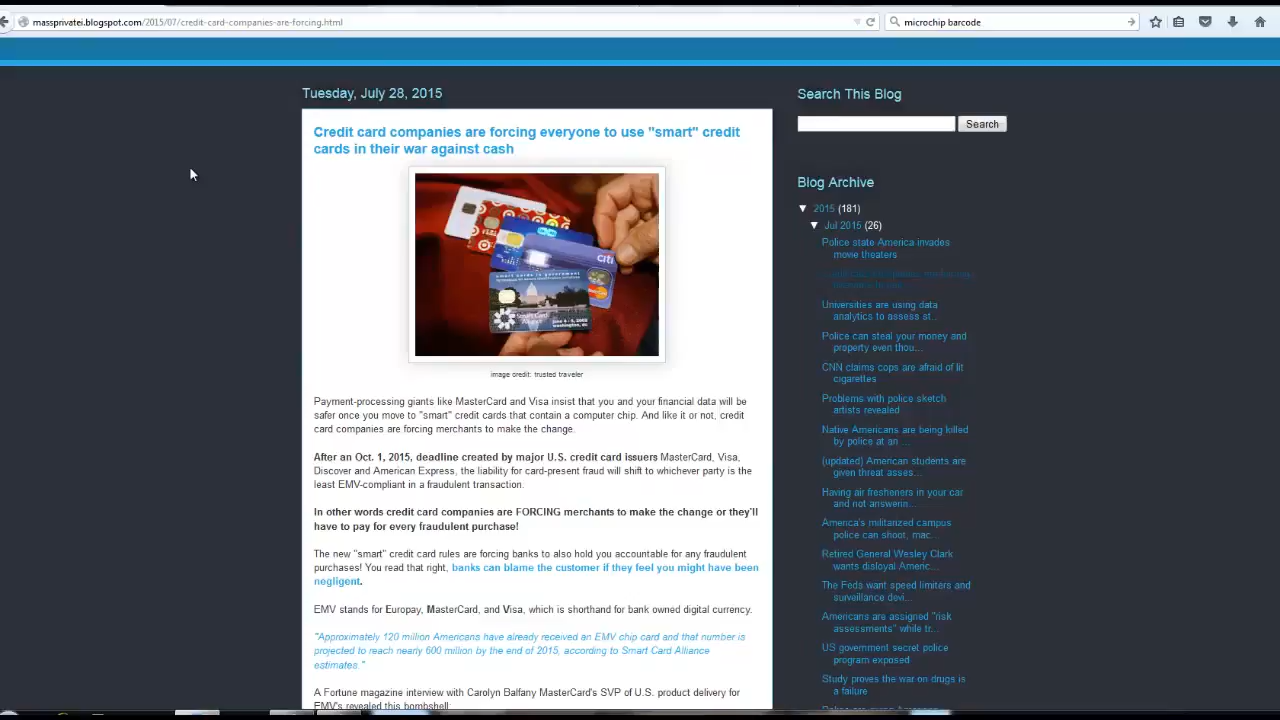 massprivatei.blogspot.com/2015/07/credit-card-companies-are-forcing.html
microchip barcode
Tuesday, July 28, 2015
Credit card companies are forcing everyone to use "smart" credit
cards in their war against cash
citi
smart cards in government
image credit: trusted traveler
Payment-processing giants like MasterCard and Visa insist that you and your financial data will be
safer once you move to "smart" credit cards that contain a computer chip. And like it or not, credit
card companies are forcing merchants to make the change.
After an Oct. 1, 2015, deadline created by major U.S. credit card issuers MasterCard, Visa,
Discover and American Express, the liability for card-present fraud will shift to whichever party is the
least EMV-compliant in a fraudulent transaction.
In other words credit card companies are FORCING merchants to make the change or they'll
have to pay for every fraudulent purchase!
The new "smart" credit card rules are forcing banks to also hold you accountable for any fraudulent
purchases! You read that right, banks can blame the customer if they feel you might have been
negligent.
EMV stands for Europay, MasterCard, and Visa, which is shorthand for bank owned digital currency.
"Approximately 120 million Americans have already received an EMV chip card and that number is
projected to reach nearly 600 million by the end of 2015, according to Smart Card Alliance
estimates."
A Fortune magazine interview with Carolyn Balfany MasterCard's SVP of U.S. product delivery for
EMV's revealed this bombshell:
Search This Blog
Search
Blog Archive
▼ 2015 (181)
▼ Jul 2015 (26)
Police state America invades
movie theaters
Universities are using data
analytics to assess st...
Police can steal your money and
property even thou...
CNN claims cops are afraid of lit
cigarettes
Problems with police sketch
artists revealed
Native Americans are being killed
by police at an ...
(updated) American students are
given threat asses...
Having air fresheners in your car
and not answerin...
America's militarized campus
police can shoot, mac...
Retired General Wesley Clark
wants disloyal Americ...
The Feds want speed limiters and
surveillance devi...
Americans are assigned "risk
assessments" while tr...
US government secret police
program exposed
Study proves the war on drugs is
a failure